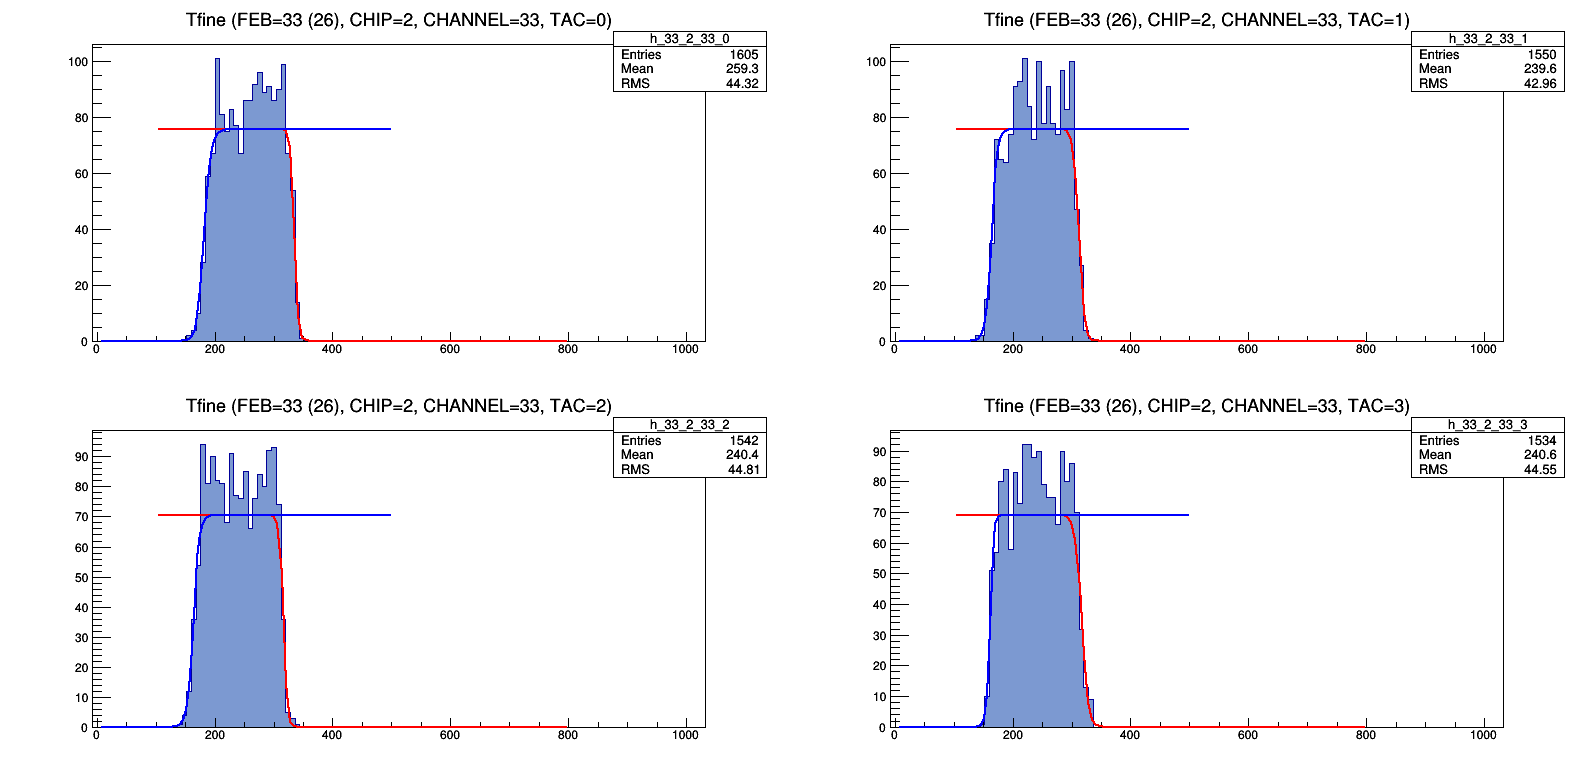 Tfine (FEB=33 (26), CHIP=2, CHANNEL=33, TAC=0)
h_33_2_33_0
Entries 1605
Mean 259.3
RMS 44.32
100
80
60
40
20
0
0 200 400 600 800 1000
Tfine (FEB=33 (26), CHIP=2, CHANNEL=33, TAC=1)
h_33_2_33_1
Entries 1550
Mean 239.6
RMS 42.96
100
80
60
40
20
0
0 200 400 600 800 1000
Tfine (FEB=33 (26), CHIP=2, CHANNEL=33, TAC=2)
h_33_2_33_2
Entries 1542
Mean 240.4
RMS 44.81
90
80
70
60
50
40
30
20
10
0
0 200 400 600 800 1000
Tfine (FEB=33 (26), CHIP=2, CHANNEL=33, TAC=3)
h_33_2_33_3
Entries 1534
Mean 240.6
RMS 44.55
90
80
70
60
50
40
30
20
10
0
0 200 400 600 800 1000